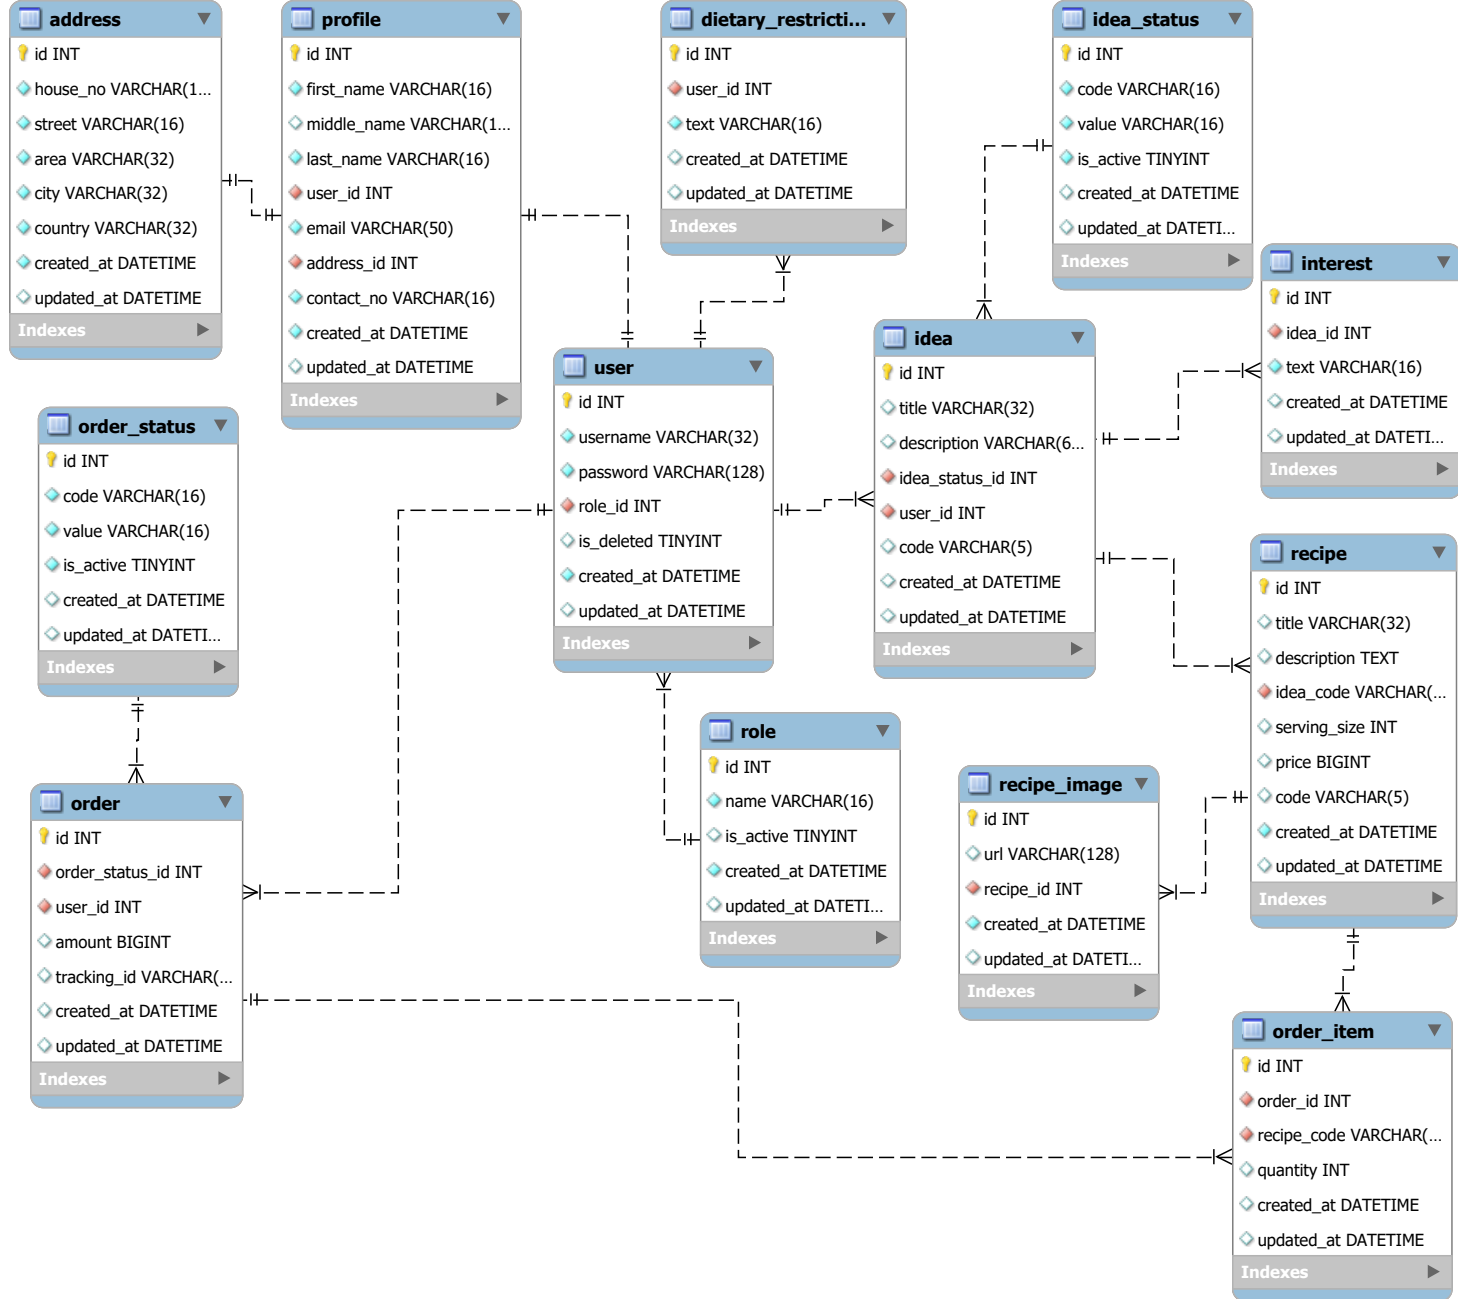 address
id INT
house_no VARCHAR(1...
street VARCHAR(16)
area VARCHAR(32)
city VARCHAR(32)
country VARCHAR(32)
created_at DATETIME
updated_at DATETIME
Indexes
profile
id INT
first_name VARCHAR(16)
middle_name VARCHAR(1...
last_name VARCHAR(16)
user_id INT
email VARCHAR(50)
address_id INT
contact_no VARCHAR(16)
created_at DATETIME
updated_at DATETIME
Indexes
dietary_restricti...
id INT
user_id INT
text VARCHAR(16)
created_at DATETIME
updated_at DATETIME
Indexes
idea_status
id INT
code VARCHAR(16)
value VARCHAR(16)
is_active TINYINT
created_at DATETIME
updated_at DATETI...
Indexes
interest
id INT
idea_id INT
text VARCHAR(16)
created_at DATETIME
updated_at DATETI...
Indexes
idea
id INT
title VARCHAR(32)
description VARCHAR(6...
idea_status_id INT
user_id INT
code VARCHAR(5)
created_at DATETIME
updated_at DATETIME
Indexes
user
id INT
username VARCHAR(32)
password VARCHAR(128)
role_id INT
is_deleted TINYINT
created_at DATETIME
updated_at DATETIME
Indexes
order_status
id INT
code VARCHAR(16)
value VARCHAR(16)
is_active TINYINT
created_at DATETIME
updated_at DATETI...
Indexes
recipe
id INT
title VARCHAR(32)
description TEXT
idea_code VARCHAR(...
serving_size INT
price BIGINT
code VARCHAR(5)
created_at DATETIME
updated_at DATETIME
Indexes
role
id INT
name VARCHAR(16)
is_active TINYINT
created_at DATETIME
updated_at DATETI...
Indexes
recipe_image
id INT
url VARCHAR(128)
recipe_id INT
created_at DATETIME
updated_at DATETI...
Indexes
order
id INT
order_status_id INT
user_id INT
amount BIGINT
tracking_id VARCHAR(...
created_at DATETIME
updated_at DATETIME
Indexes
order_item
id INT
order_id INT
recipe_code VARCHAR(...
quantity INT
created_at DATETIME
updated_at DATETIME
Indexes